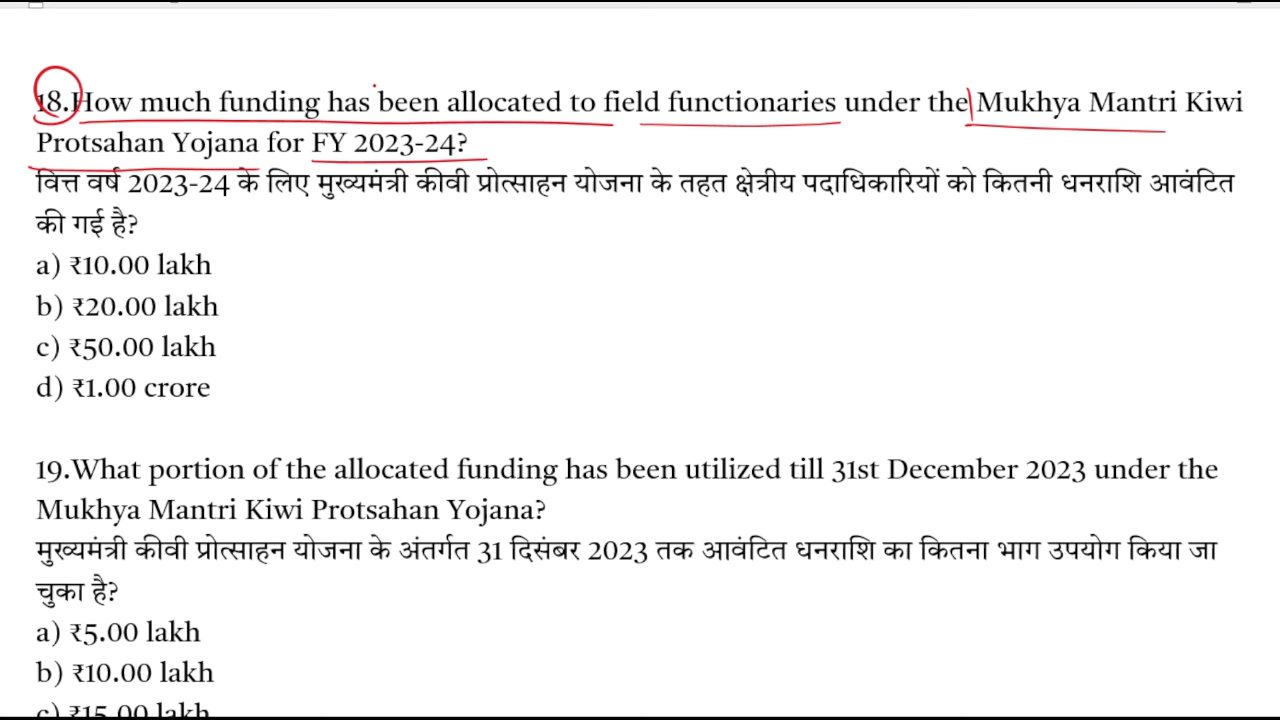 18.How much funding has been allocated to field functionaries under the Mukhya Mantri Kiwi
Protsahan Yojana for FY 2023-24?
वित्त वर्ष 2023-24 के लिए मुख्यमंत्री कीवी प्रोत्साहन योजना के तहत क्षेत्रीय पदाधिकारियों को कितनी धनराशि आवंटित
की गई है?
a) ₹10.00 lakh
b) ₹20.00 lakh
c) ₹50.00 lakh
d) ₹1.00 crore
19.What portion of the allocated funding has been utilized till 31st December 2023 under the
Mukhya Mantri Kiwi Protsahan Yojana?
मुख्यमंत्री कीवी प्रोत्साहन योजना के अंतर्गत 31 दिसंबर 2023 तक आवंटित धनराशि का कितना भाग उपयोग किया जा
चुका है?
a) ₹5.00 lakh
b) ₹10.00 lakh
c) ₹15.00 lakh